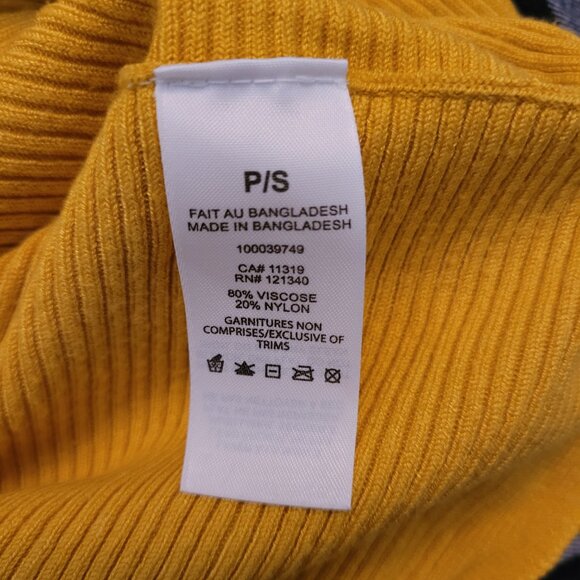 P/S
FAIT AU BANGLADESH
MADE IN BANGLADESH
100039749
CA# 11319
RN# 121340
80% VISCOSE
20% NYLON
GARNITURES NON
COMPRISES/EXCLUSIVE OF
TRIMS